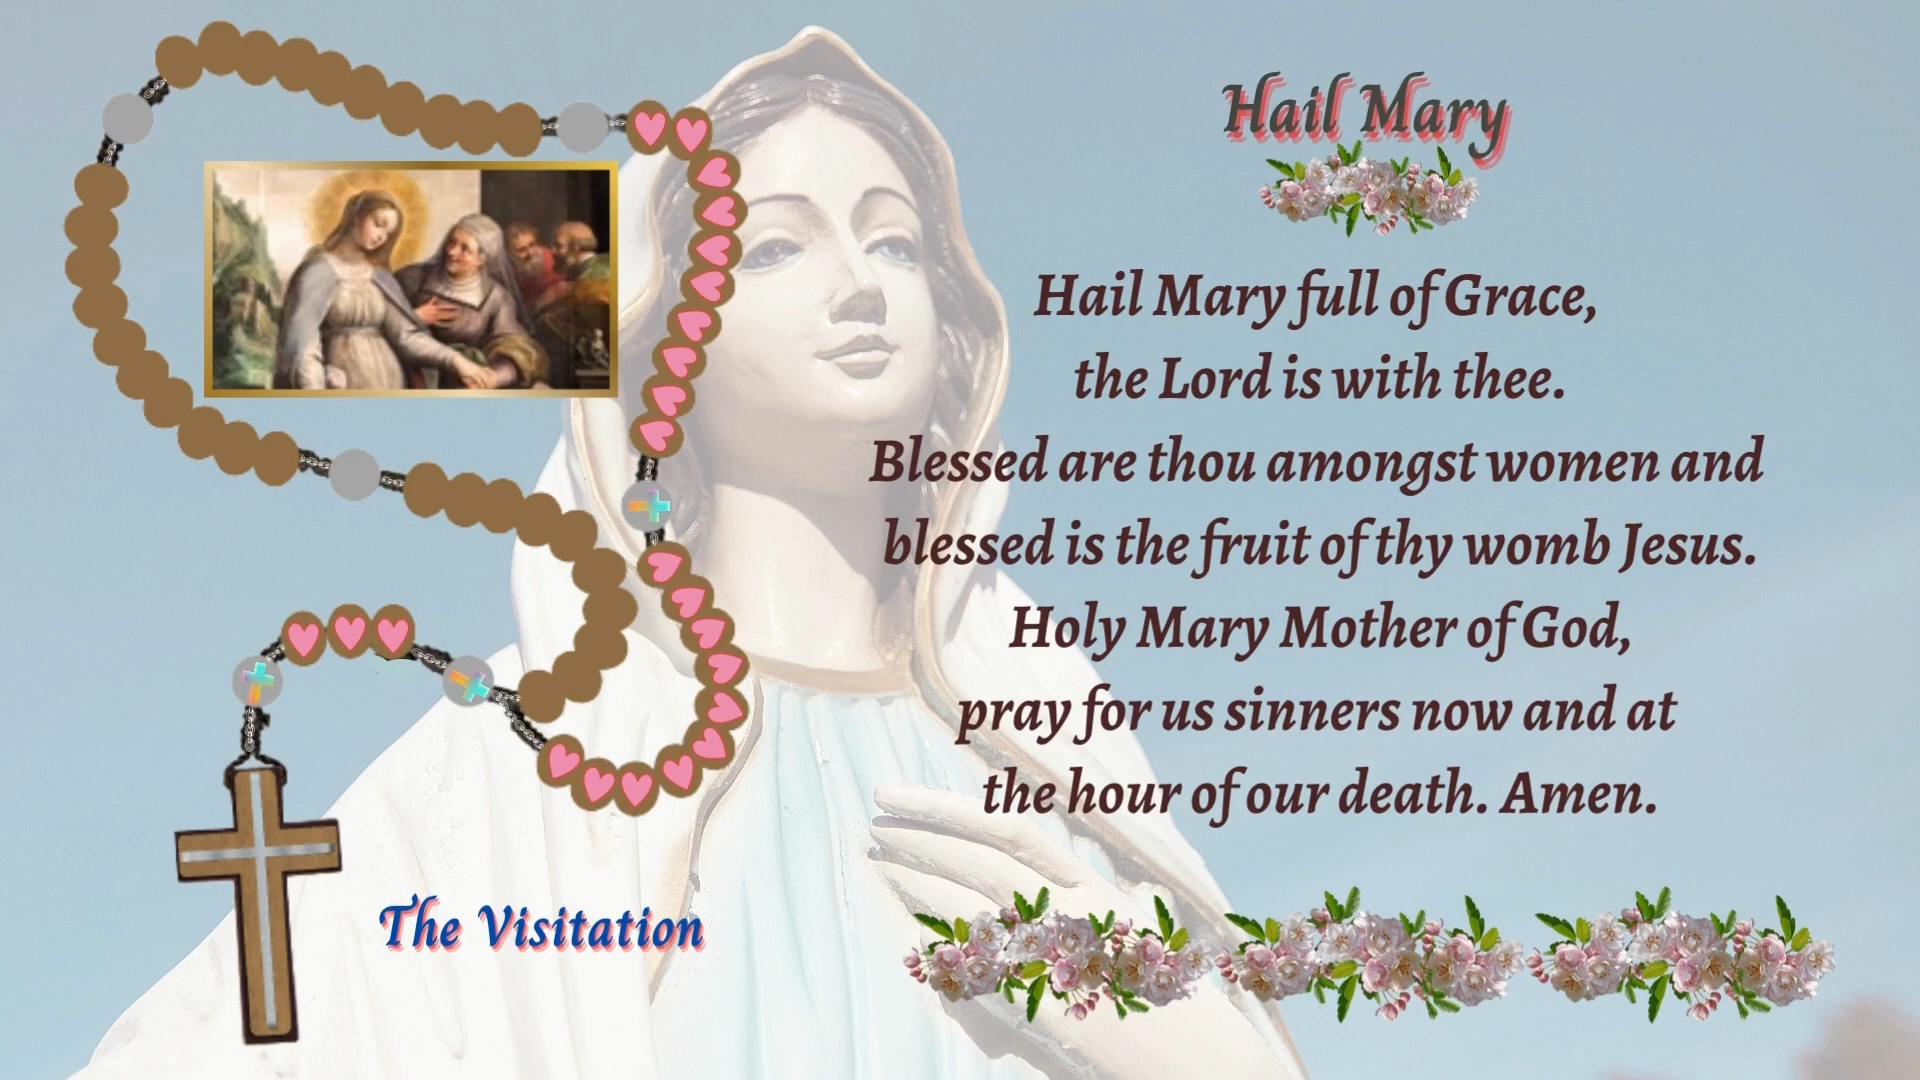 Hail Mary
Hail Mary full of Grace,
the Lord is with thee.
Blessed are thou amongst women and
blessed is the fruit of thy womb Jesus.
Holy Mary Mother of God,
pray for us sinners now and at
the hour of our death. Amen.
The Visitation